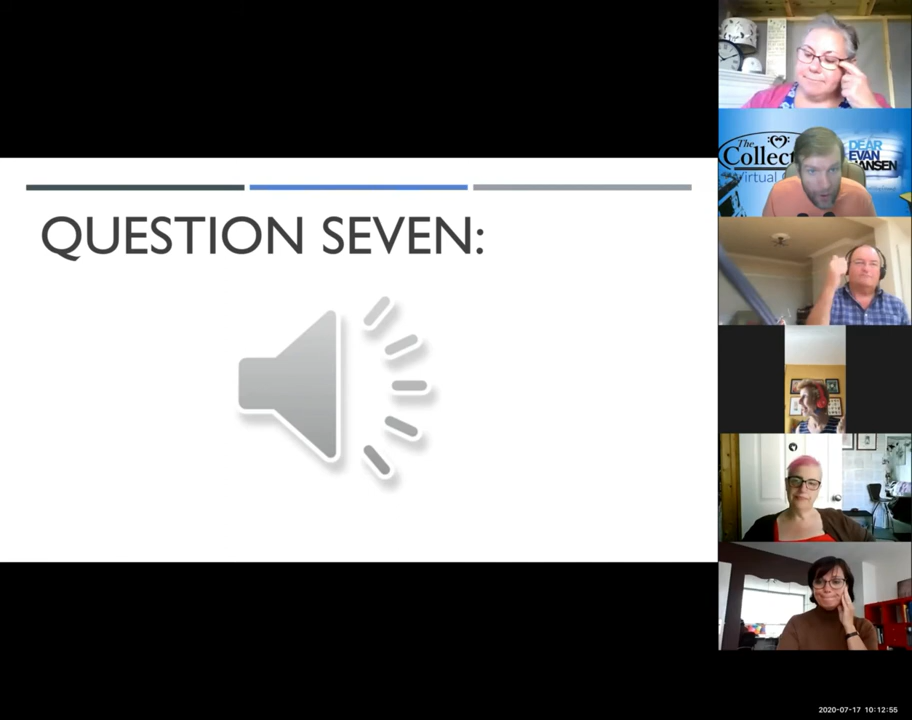 QUESTION SEVEN:
The
Collect
Virtual
DEAR
EVAN
HANSEN
2020-07-17 10:12:55